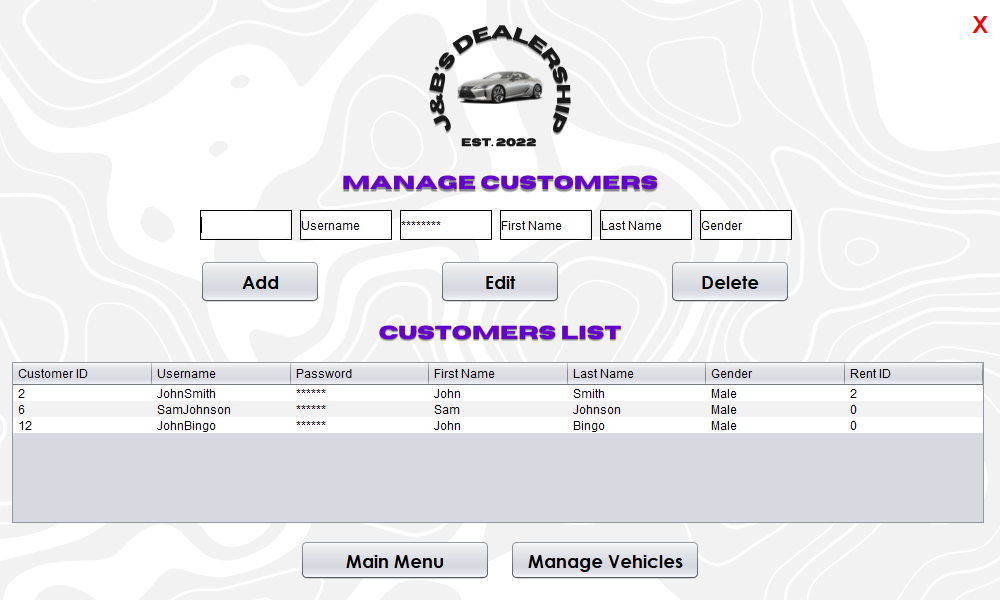 X
J&B'S DEALERSHIP
EST. 2022
MANAGE CUSTOMERS
Username ******** First Name Last Name Gender
Add Edit Delete
CUSTOMERS LIST
Customer ID Username Password First Name Last Name Gender Rent ID
2 JohnSmith ****** John Smith Male 2
6 SamJohnson ****** Sam Johnson Male 0
12 JohnBingo ****** John Bingo Male 0
Main Menu Manage Vehicles